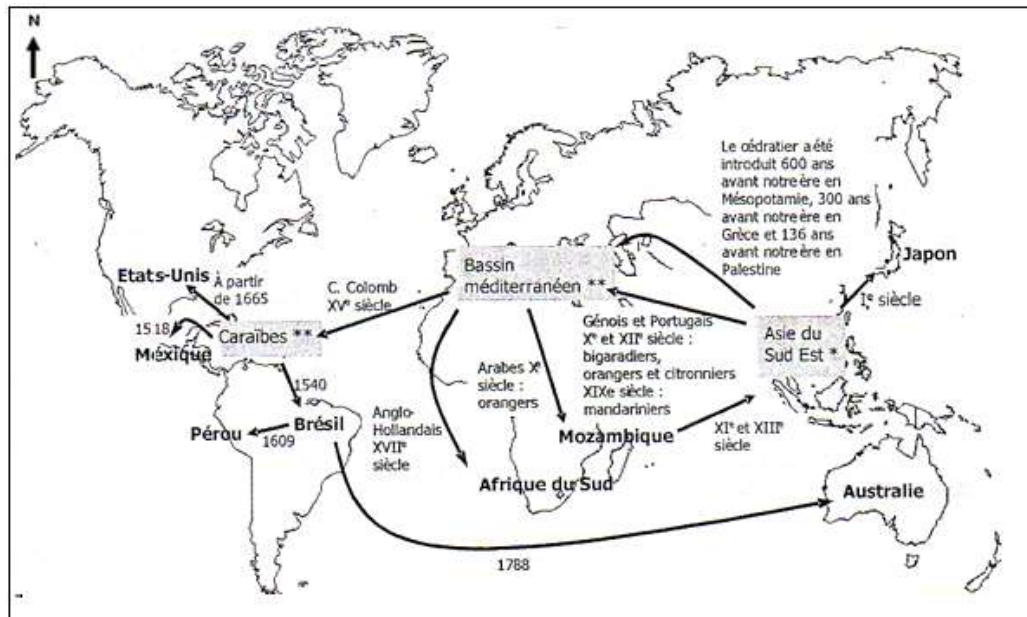 N
Le cédratier a été
introduit 600 ans
avant notre ère en
Mésopotamie, 300 ans
avant notre ère en
Grèce et 136 ans
avant notre ère en
Palestine
Japon
Ie siècle
Bassin
méditerranéen **
Etats-Unis
À partir
de 1665
C. Colomb
XVe siècle
1518
Méxique
Caraïbes **
Asie du
Sud Est *
Génois et Portugais
Xe et XIIe siècle :
bigaradiers,
orangers et citronniers
XIXe siècle :
mandariniers
Arabes Xe
siècle :
orangers
1540
Brésil
Pérou
1609
Anglo-
Hollandais
XVIIe
siècle
Mozambique
XIe et XIIIe
siècle
Afrique du Sud
Australie
1788